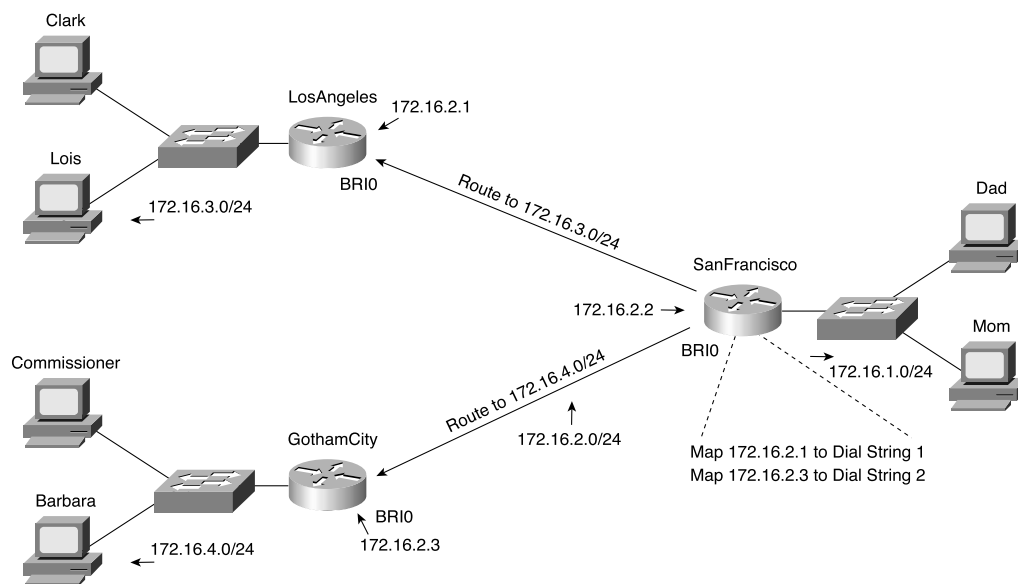 Clark
LosAngeles
172.16.2.1
Lois
BRI0
172.16.3.0/24
Route to 172.16.3.0/24
Dad
SanFrancisco
172.16.2.2
BRI0
Mom
172.16.1.0/24
Commissioner
Route to 172.16.4.0/24
172.16.2.0/24
GothamCity
Map 172.16.2.1 to Dial String 1
Map 172.16.2.3 to Dial String 2
Barbara
BRI0
172.16.2.3
172.16.4.0/24